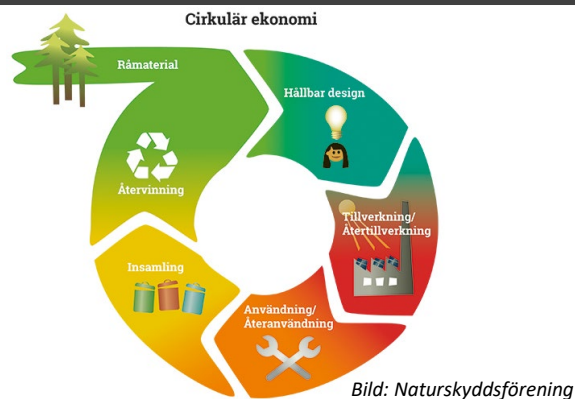 Cirkulär ekonomi
Råmaterial
Hållbar design
Tillverkning/
Återtillverkning
Användning/
Återanvändning
Insamling
Återvinning
Bild: Naturskyddsförening